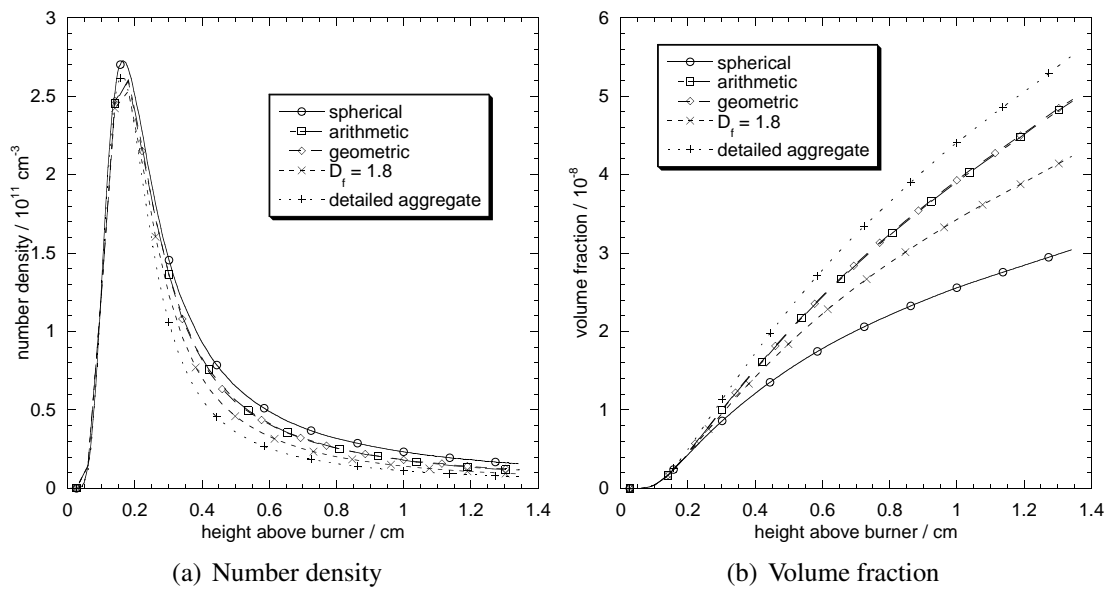 3
2.5
2
1.5
1
0.5
0
number density / 10^11 cm^-3
spherical
arithmetic
geometric
D_f = 1.8
detailed aggregate
0 0.2 0.4 0.6 0.8 1 1.2 1.4
height above burner / cm
(a) Number density
6
5
4
3
2
1
0
volume fraction / 10^-8
spherical
arithmetic
geometric
D_f = 1.8
detailed aggregate
0 0.2 0.4 0.6 0.8 1 1.2 1.4
height above burner / cm
(b) Volume fraction